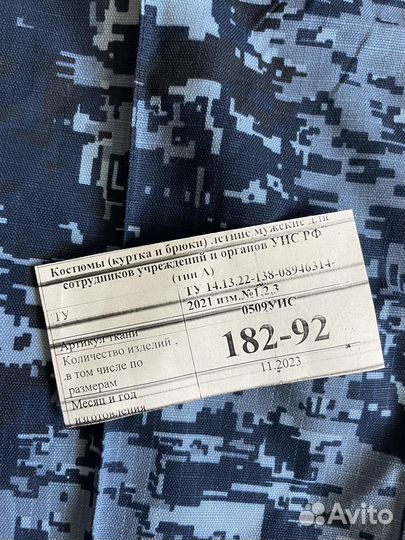 Костюмы (куртка и брюки) летние мужские для
сотрудников учреждений и органов УИС РФ
(тип А)
ТУ ТУ 14.13.22-138-08946314-
2021 изм.№1,2,3
Артикул ткани 0509УИС
Количество изделий , 182-92
в том числе по
размерам
Месяц и год 11.2023
изготовления
Avito